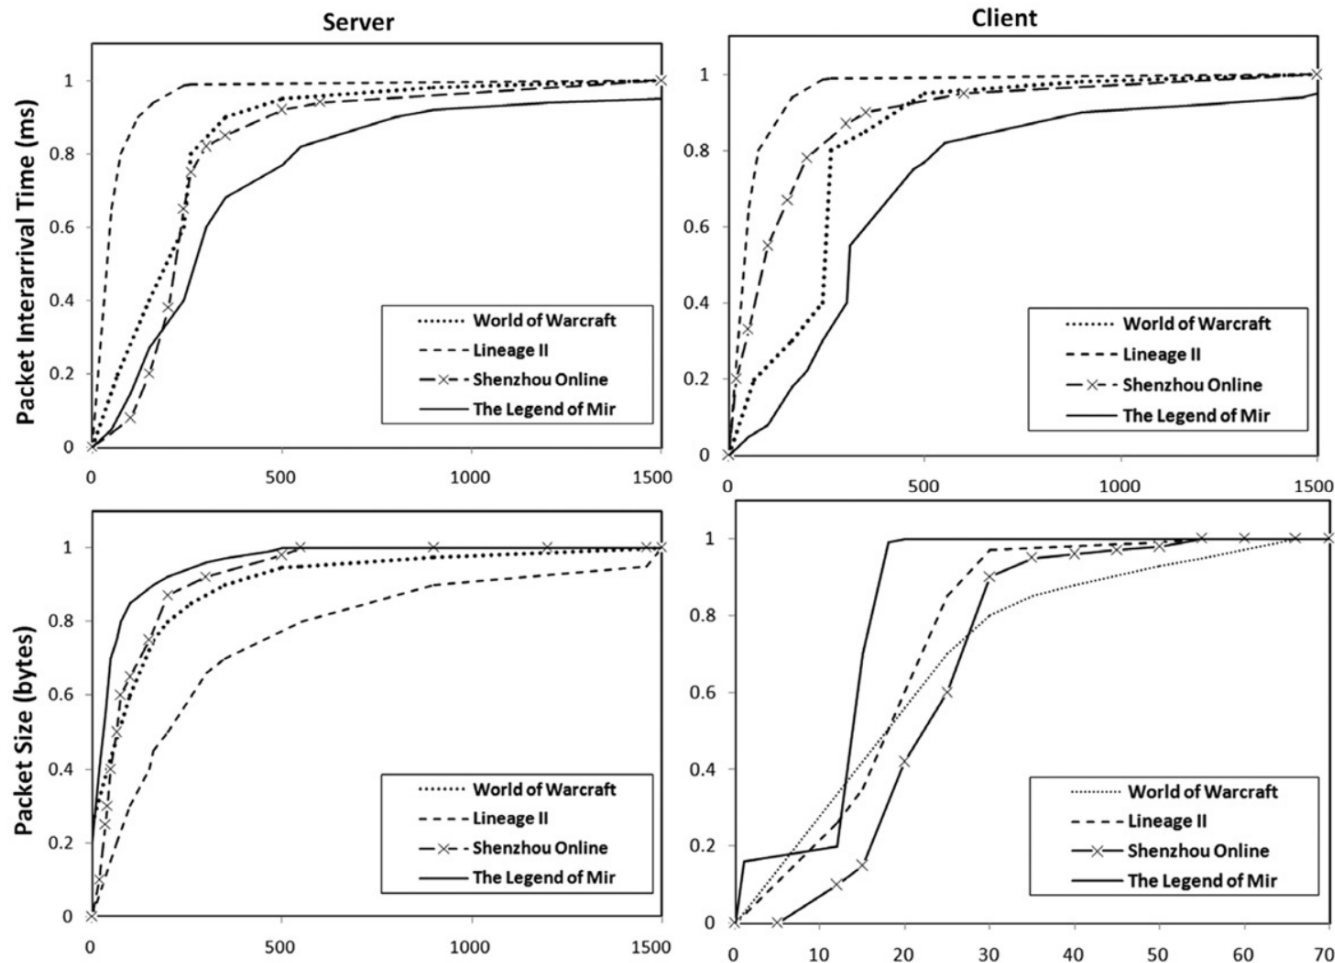 Server
Client
Packet Interarrival Time (ms)
1
0.8
0.6
0.4
0.2
0
World of Warcraft
Lineage II
Shenzhou Online
The Legend of Mir
0 500 1000 1500
1
0.8
0.6
0.4
0.2
0
World of Warcraft
Lineage II
Shenzhou Online
The Legend of Mir
0 500 1000 1500
Packet Size (bytes)
1
0.8
0.6
0.4
0.2
0
World of Warcraft
Lineage II
Shenzhou Online
The Legend of Mir
0 500 1000 1500
1
0.8
0.6
0.4
0.2
0
World of Warcraft
Lineage II
Shenzhou Online
The Legend of Mir
0 10 20 30 40 50 60 70